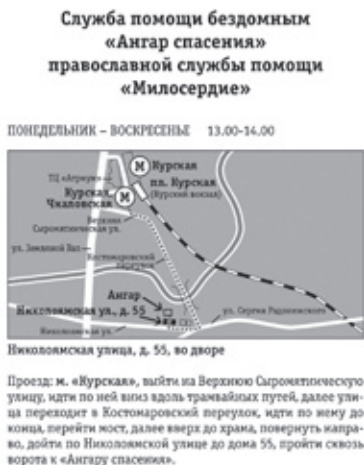 Служба помощи бездомным
«Ангар спасения»
православной службы помощи
«Милосердие»
ПОНЕДЕЛЬНИК – ВОСКРЕСЕНЬЕ 13.00-14.00
М Курская
ТЦ «Атриум»
пл. Курская
(Курский вокзал)
Курская М
Чкаловская
Верхняя
Сыромятническая ул.
ул. Земляной Вал
Костомаровский
переулок
Ангар
Николоямская ул., д. 55
ул. Сергия Радонежского
Николоямская ул.
Николоямская улица, д. 55, во дворе
Проезд: м. «Курская», выйти на Верхнюю Сыромятническую
улицу, идти по ней вниз вдоль трамвайных путей, далее ули-
ца переходит в Костомаровский переулок, идти по нему до
конца, перейти мост, далее вверх до храма, повернуть напра-
во, дойти по Николоямской улице до дома 55, пройти сквозь
ворота к «Ангару спасения».